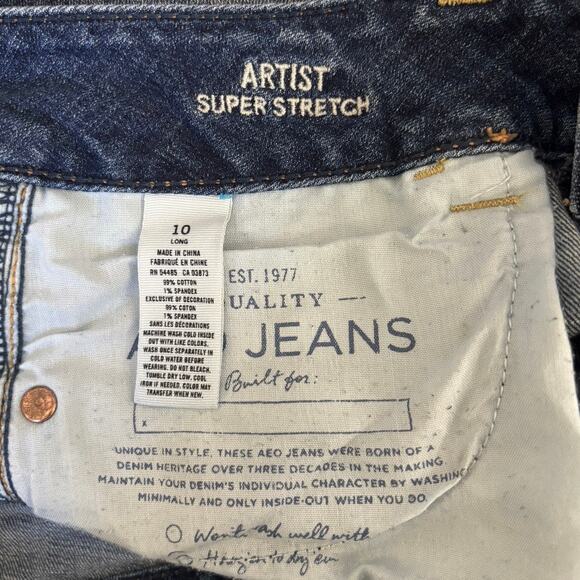 ARTIST
SUPER STRETCH
10
LONG
MADE IN CHINA
FABRIQUÉ EN CHINE
RN 54485 CA 03873
99% COTTON
1% SPANDEX
EXCLUSIVE OF DECORATION
99% COTON
1% SPANDEX
SANS LES DÉCORATIONS
MACHINE WASH COLD INSIDE
OUT WITH LIKE COLORS.
WASH ONCE SEPARATELY IN
COLD WATER BEFORE
WEARING. DO NOT BLEACH.
TUMBLE DRY LOW. COOL
IRON IF NEEDED. COLOR MAY
TRANSFER WHEN NEW.
EST. 1977
UALITY
JEANS
Built for:
x
UNIQUE IN STYLE, THESE AEO JEANS WERE BORN OF A
DENIM HERITAGE OVER THREE DECADES IN THE MAKING.
MAINTAIN YOUR DENIM'S INDIVIDUAL CHARACTER BY WASHING
MINIMALLY AND ONLY INSIDE-OUT WHEN YOU DO.
well with